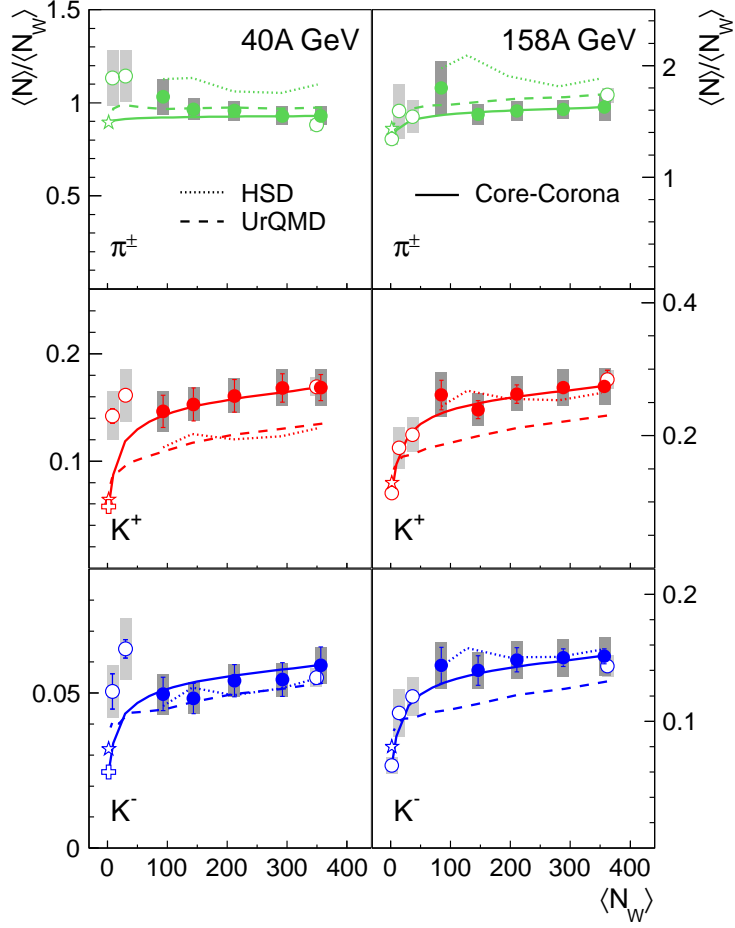 ⟨N⟩/⟨N_W⟩
⟨N⟩/⟨N_W⟩
1.5
1
0.5
40A GeV
HSD
UrQMD
π±
158A GeV
Core-Corona
π±
2
1
0.2
0.1
K+
K+
0.4
0.2
0.05
0
K-
K-
0.2
0.1
0 100 200 300 400
0 100 200 300 400
⟨N_W⟩